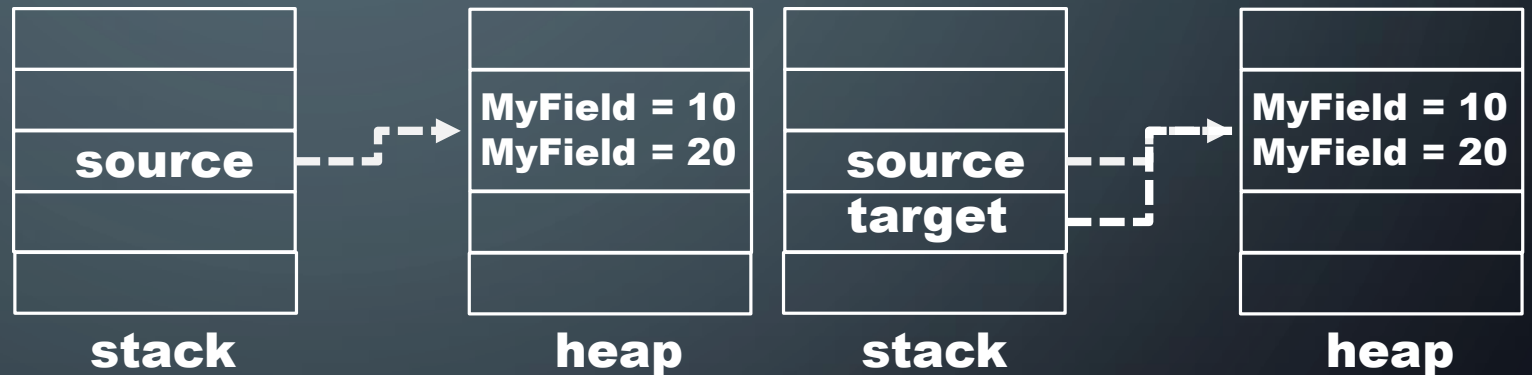 source
MyField = 10
MyField = 20
stack
heap
source
target
MyField = 10
MyField = 20
stack
heap